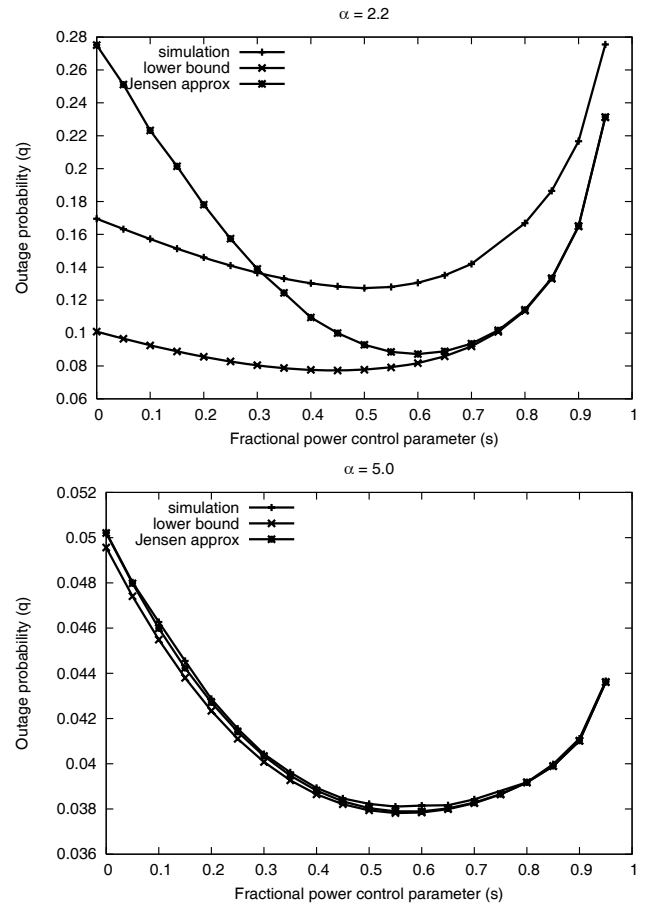 α = 2.2
0.28
0.26
0.24
0.22
0.2
0.18
0.16
0.14
0.12
0.1
0.08
0.06
simulation
lower bound
Jensen approx
Outage probability (q)
0 0.1 0.2 0.3 0.4 0.5 0.6 0.7 0.8 0.9 1
Fractional power control parameter (s)
α = 5.0
0.052
0.05
0.048
0.046
0.044
0.042
0.04
0.038
0.036
simulation
lower bound
Jensen approx
Outage probability (q)
0 0.1 0.2 0.3 0.4 0.5 0.6 0.7 0.8 0.9 1
Fractional power control parameter (s)